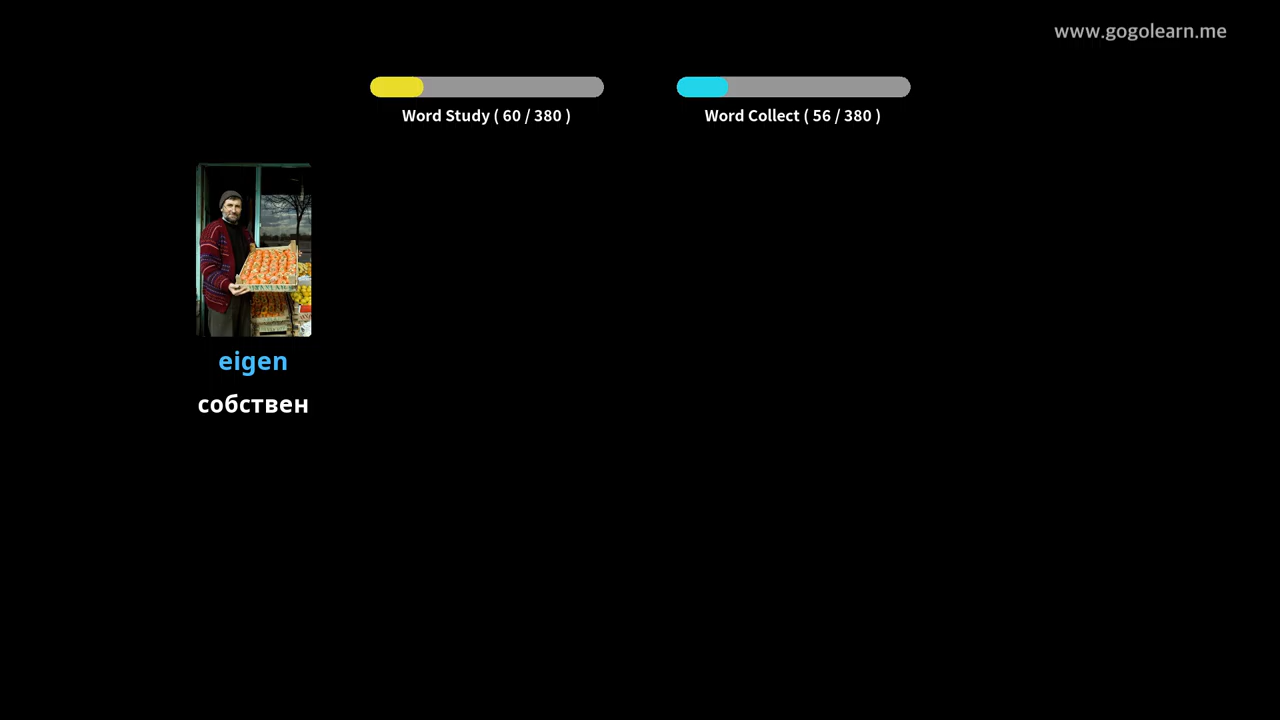 www.gogolearn.me
Word Study ( 60 / 380 )
Word Collect ( 56 / 380 )
eigen
собствен